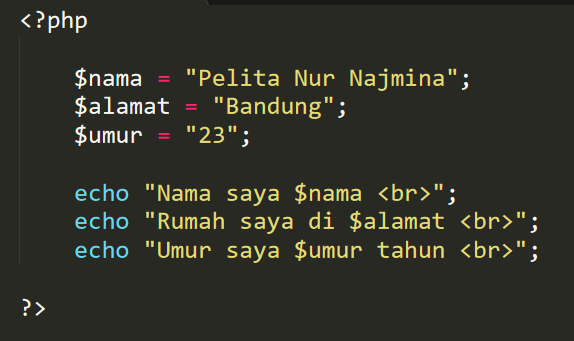 <?php
$nama = "Pelita Nur Najmina";
$alamat = "Bandung";
$umur = "23";
echo "Nama saya $nama <br>";
echo "Rumah saya di $alamat <br>";
echo "Umur saya $umur tahun <br>";
?>